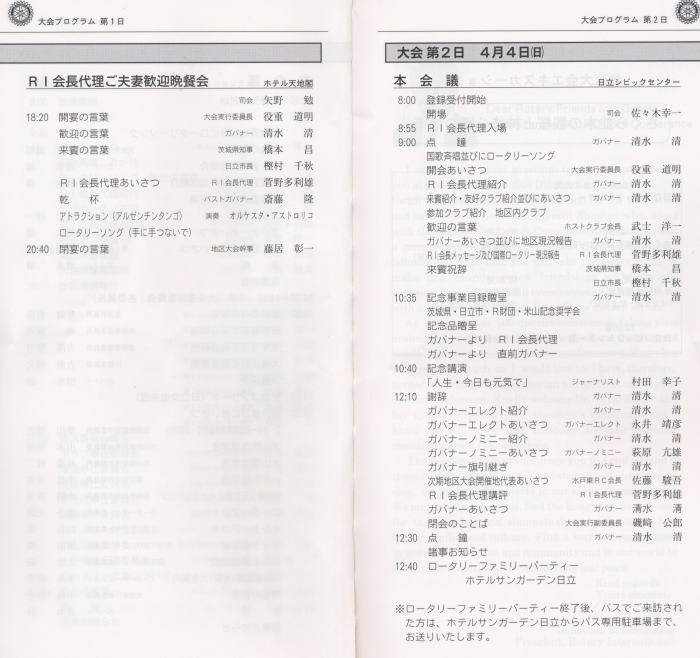 大会プログラム 第1日
ＲＩ会長代理ご夫妻歓迎晩餐会 ホテル天地閣
司会 矢野 勉
18:20 開宴の言葉 大会実行委員長 役重 道明
歓迎の言葉 ガバナー 清水 清
来賓の言葉 茨城県知事 橋本 昌
日立市長 樫村 千秋
ＲＩ会長代理あいさつ ＲＩ会長代理 菅野多利雄
乾 杯 パストガバナー 斎藤 隆
アトラクション（アルゼンチンタンゴ） 演奏 オルケスタ・アストロリコ
ロータリーソング（手に手つないで）
20:40 閉宴の言葉 地区大会幹事 藤居 彰一
大会プログラム 第2日
大会 第2日 4月4日(日)
本 会 議 日立シビックセンター
8:00 登録受付開始
開場 司会 佐々木幸一
8:55 ＲＩ会長代理入場
9:00 点 鐘 ガバナー 清水 清
国歌斉唱並びにロータリーソング
開会あいさつ 大会実行委員長 役重 道明
ＲＩ会長代理紹介 ガバナー 清水 清
来賓紹介・友好クラブ紹介並びにあいさつ ガバナー 清水 清
参加クラブ紹介 地区内クラブ
歓迎の言葉 ホストクラブ会長 武士 洋一
ガバナーあいさつ並びに地区現況報告 ガバナー 清水 清
ＲＩ会長メッセージ及び国際ロータリー現況報告 ＲＩ会長代理 菅野多利雄
来賓祝辞 茨城県知事 橋本 昌
日立市長 樫村 千秋
10:35 記念事業目録贈呈 ガバナー 清水 清
茨城県・日立市・Ｒ財団・米山記念奨学会
記念品贈呈
ガバナーより ＲＩ会長代理
ガバナーより 直前ガバナー
10:40 記念講演
「人生・今日も元気で」 ジャーナリスト 村田 幸子
12:10 謝辞 ガバナー 清水 清
ガバナーエレクト紹介 ガバナー 清水 清
ガバナーエレクトあいさつ ガバナーエレクト 永井 靖彦
ガバナーノミニー紹介 ガバナー 清水 清
ガバナーノミニーあいさつ ガバナーノミニー 萩原 亢雄
ガバナー旗引継ぎ ガバナー 清水 清
次期地区大会開催地代表あいさつ 水戸東ＲＣ会長 佐藤 駿吾
ＲＩ会長代理講評 ＲＩ会長代理 菅野多利雄
ガバナーあいさつ ガバナー 清水 清
閉会のことば 大会実行副委員長 磯﨑 公郎
12:30 点 鐘 ガバナー 清水 清
諸事お知らせ
12:40 ロータリーファミリーパーティー
ホテルサンガーデン日立
※ロータリーファミリーパーティー終了後、バスでご来訪され
た方は、ホテルサンガーデン日立からバス専用駐車場まで、
お送りいたします。